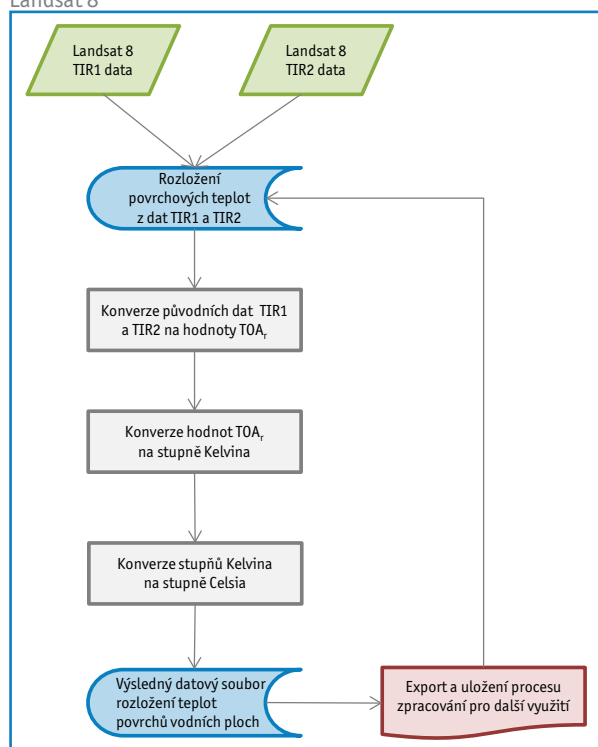 Landsat 8
Landsat 8
TIR1 data
Landsat 8
TIR2 data
Rozložení
povrchových teplot
z dat TIR1 a TIR2
Konverze původních dat TIR1
a TIR2 na hodnoty TOAr
Konverze hodnot TOAr
na stupně Kelvina
Konverze stupňů Kelvina
na stupně Celsia
Výsledný datový soubor
rozložení teplot
povrchů vodních ploch
Export a uložení procesu
zpracování pro další využití